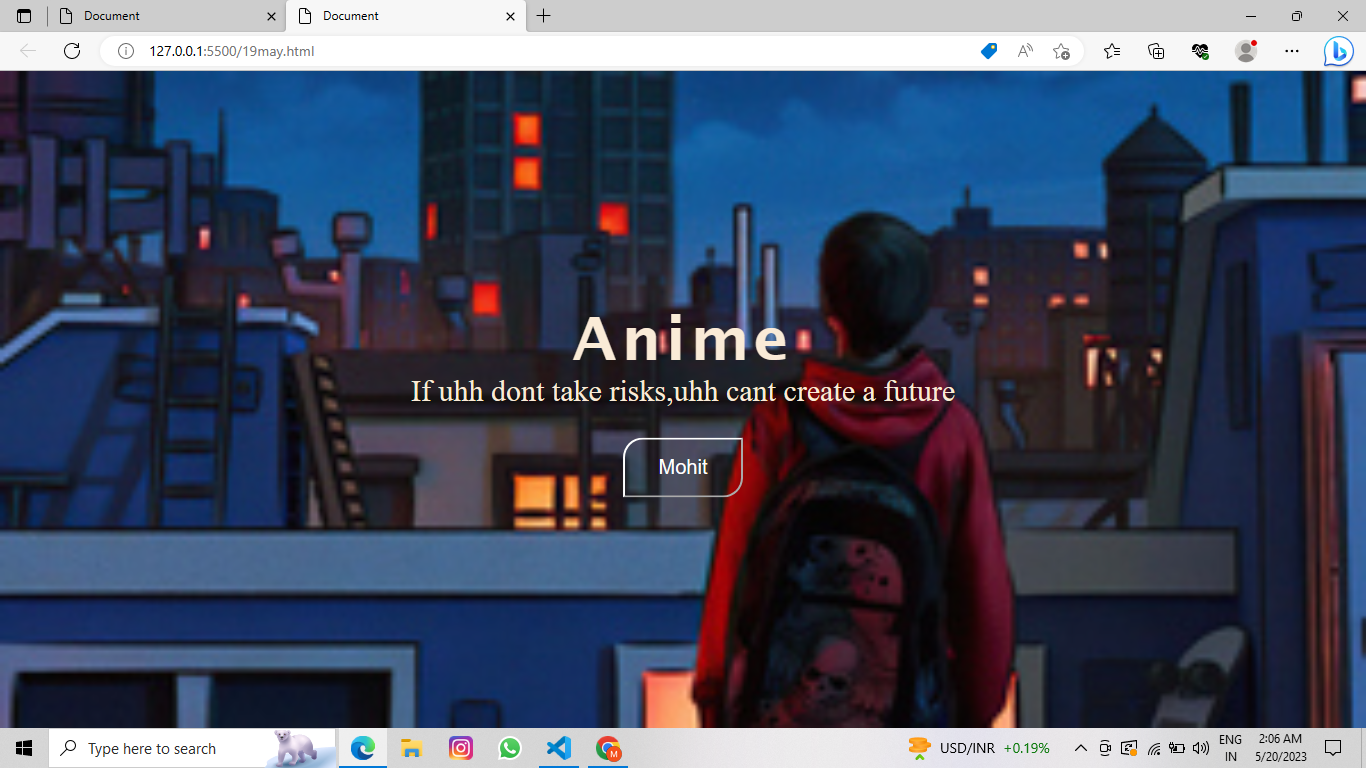 Document
Document
127.0.0.1:5500/19may.html
Anime
If uhh dont take risks,uhh cant create a future
Mohit
Type here to search
M
USD/INR +0.19%
ENG
IN
2:06 AM
5/20/2023